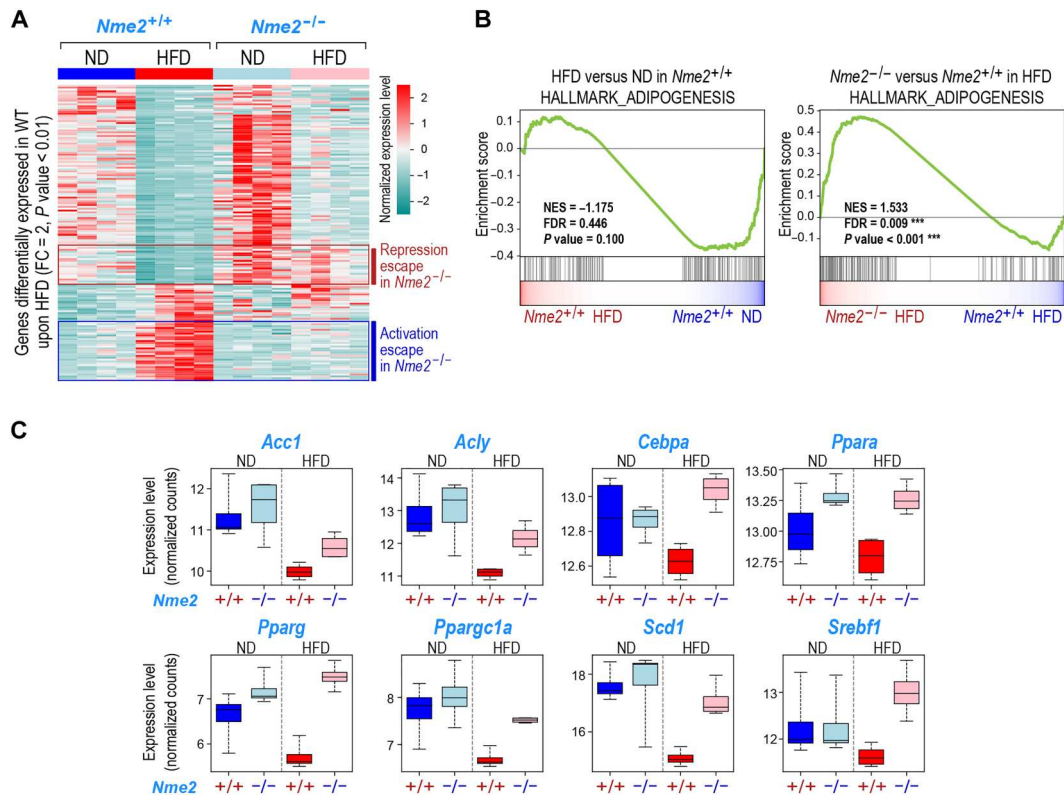 A
Nme2+/+ Nme2−/−
ND HFD ND HFD
Genes differentially expressed in WT
upon HFD (FC = 2, P value < 0.01)
2
1
0
−1
−2
Normalized expression level
Repression
escape
in Nme2−/−
Activation
escape
in Nme2−/−
B
HFD versus ND in Nme2+/+
HALLMARK_ADIPOGENESIS
Enrichment score
0.1
0.0
−0.1
−0.2
−0.3
−0.4
NES = −1.175
FDR = 0.446
P value = 0.100
Nme2+/+ HFD Nme2+/+ ND
Nme2−/− versus Nme2+/+ in HFD
HALLMARK_ADIPOGENESIS
Enrichment score
0.5
0.4
0.3
0.2
0.1
0.0
−0.1
NES = 1.533
FDR = 0.009 ***
P value < 0.001 ***
Nme2−/− HFD Nme2+/+ HFD
C
Acc1
ND HFD
Expression level
(normalized counts)
12
11
10
Nme2 +/+ −/− +/+ −/−
Acly
ND HFD
14
13
12
11
+/+ −/− +/+ −/−
Cebpa
ND HFD
13.0
12.8
12.6
+/+ −/− +/+ −/−
Ppara
ND HFD
13.50
13.25
13.00
12.75
+/+ −/− +/+ −/−
Pparg
ND HFD
Expression level
(normalized counts)
7
6
Nme2 +/+ −/− +/+ −/−
Ppargc1a
ND HFD
8
7
+/+ −/− +/+ −/−
Scd1
ND HFD
18
16
+/+ −/− +/+ −/−
Srebf1
ND HFD
13
12
+/+ −/− +/+ −/−